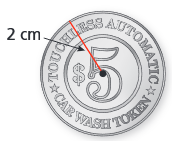 2 cm
TOUCHLESS AUTOMATIC
$5
☆ CAR WASH TOKEN ☆